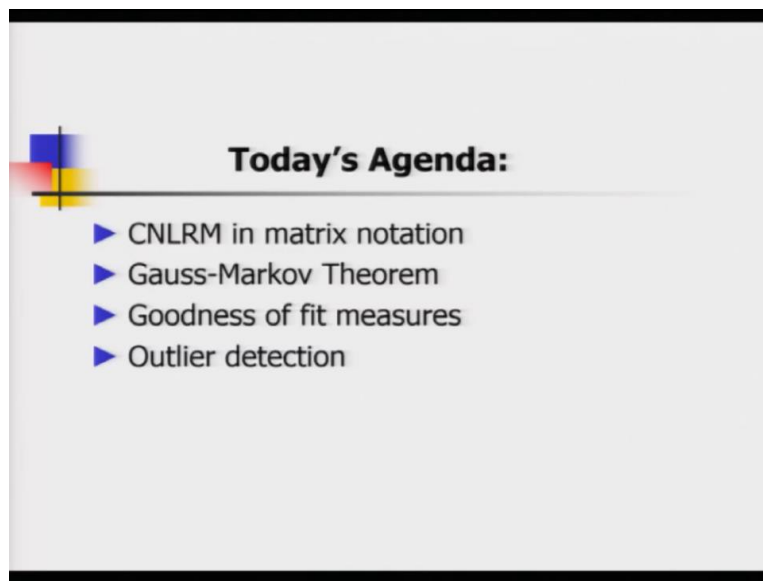 Today's Agenda:
CNLRM in matrix notation
Gauss-Markov Theorem
Goodness of fit measures
Outlier detection